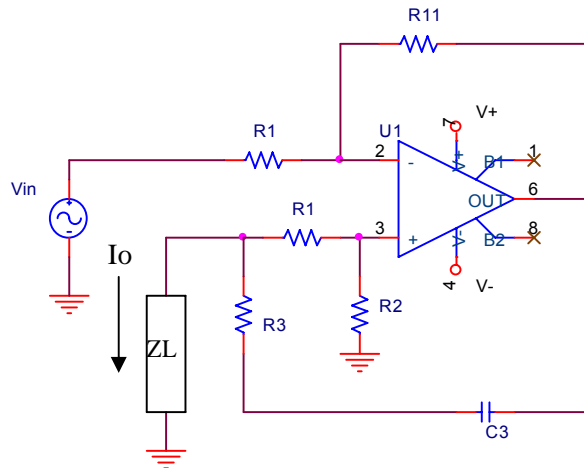 R11
V+
7
R1
U1
2
-
V+
B1
1
Vin
OUT
6
R1
3
+
V-
B2
8
Io
4
V-
R3
R2
ZL
C3